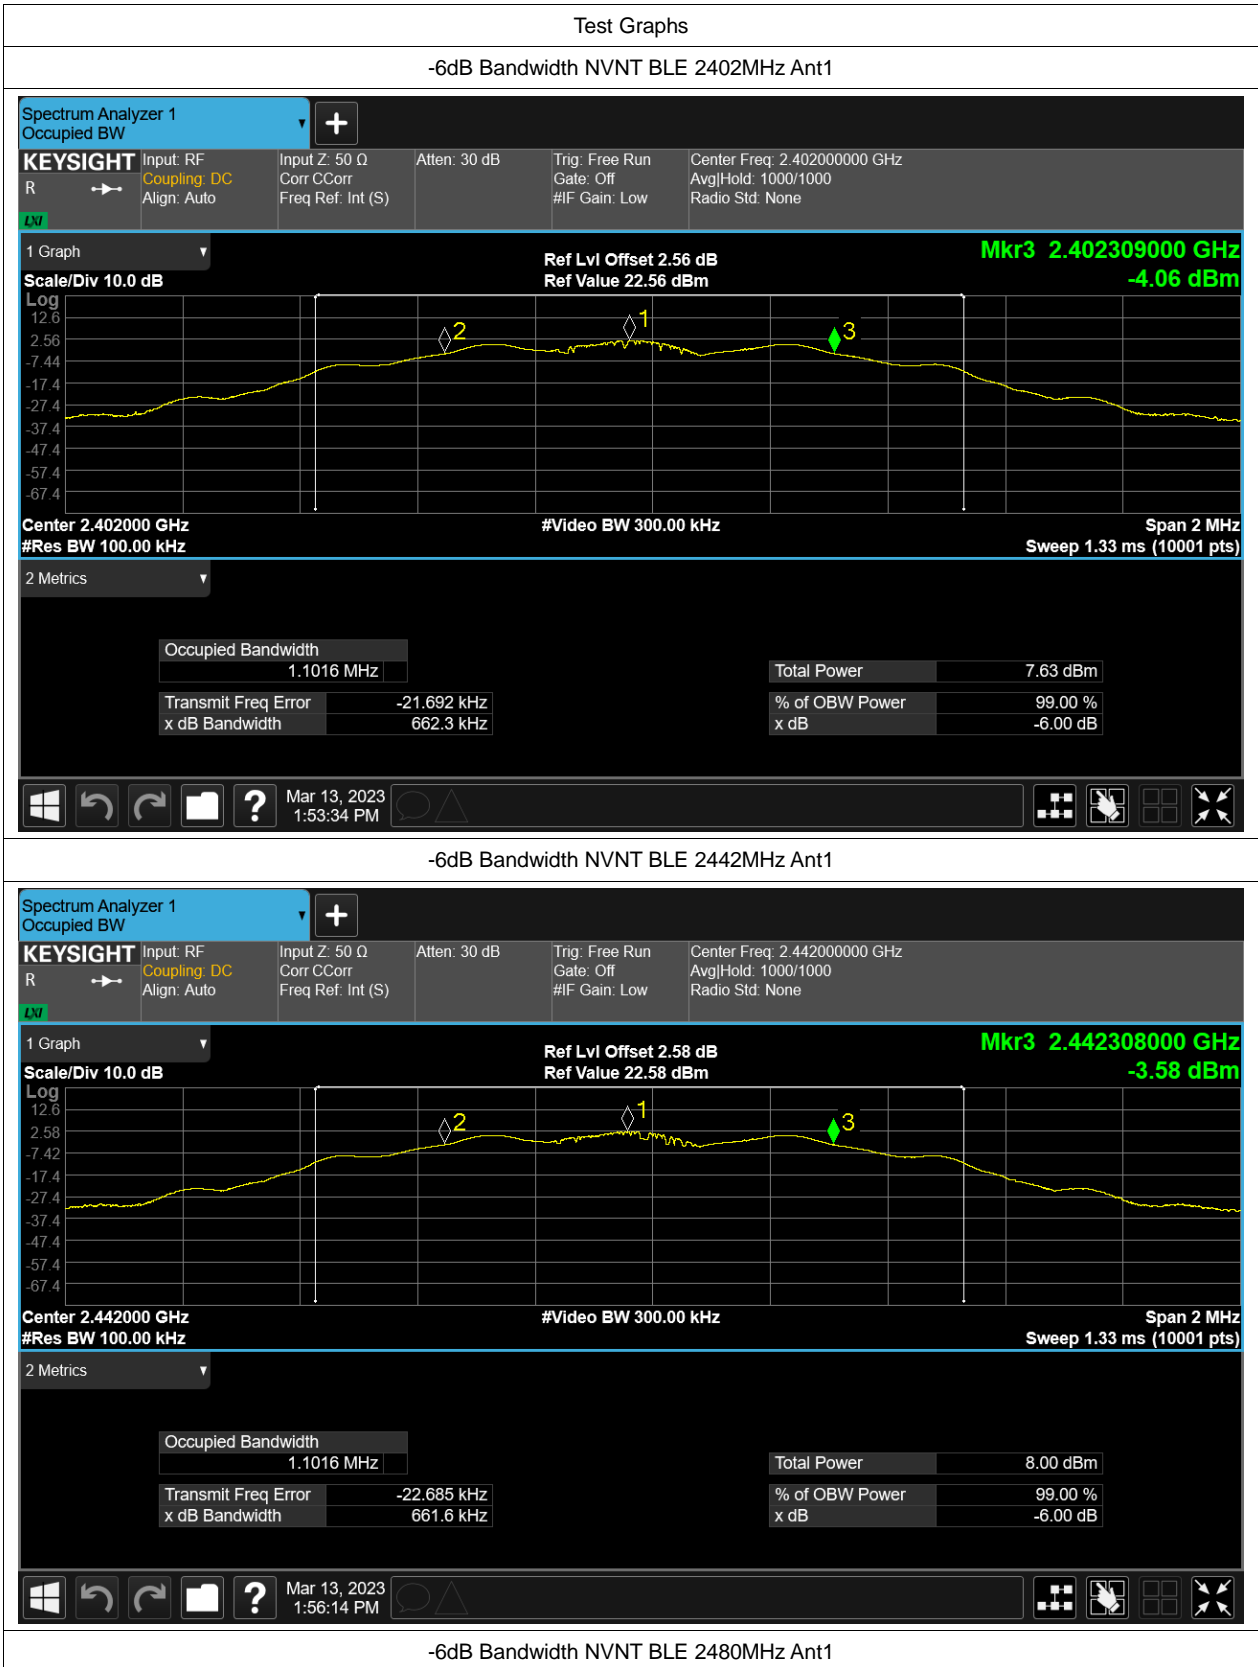 Test Graphs
-6dB Bandwidth NVNT BLE 2402MHz Ant1
Spectrum Analyzer 1
Occupied BW
KEYSIGHT
R
LXI
Input: RF
Coupling: DC
Align: Auto
Input Z: 50 Ω
Corr CCorr
Freq Ref: Int (S)
Atten: 30 dB
Trig: Free Run
Gate: Off
#IF Gain: Low
Center Freq: 2.402000000 GHz
Avg|Hold: 1000/1000
Radio Std: None
1 Graph
Scale/Div 10.0 dB
Ref Lvl Offset 2.56 dB
Ref Value 22.56 dBm
Mkr3 2.402309000 GHz
-4.06 dBm
Log
12.6
2.56
-7.44
-17.4
-27.4
-37.4
-47.4
-57.4
-67.4
2
1
3
Center 2.402000 GHz
#Res BW 100.00 kHz
#Video BW 300.00 kHz
Span 2 MHz
Sweep 1.33 ms (10001 pts)
2 Metrics
Occupied Bandwidth
1.1016 MHz
Transmit Freq Error -21.692 kHz
x dB Bandwidth 662.3 kHz
Total Power 7.63 dBm
% of OBW Power 99.00 %
x dB -6.00 dB
?
Mar 13, 2023
1:53:34 PM
-6dB Bandwidth NVNT BLE 2442MHz Ant1
Spectrum Analyzer 1
Occupied BW
KEYSIGHT
R
LXI
Input: RF
Coupling: DC
Align: Auto
Input Z: 50 Ω
Corr CCorr
Freq Ref: Int (S)
Atten: 30 dB
Trig: Free Run
Gate: Off
#IF Gain: Low
Center Freq: 2.442000000 GHz
Avg|Hold: 1000/1000
Radio Std: None
1 Graph
Scale/Div 10.0 dB
Ref Lvl Offset 2.58 dB
Ref Value 22.58 dBm
Mkr3 2.442308000 GHz
-3.58 dBm
Log
12.6
2.58
-7.42
-17.4
-27.4
-37.4
-47.4
-57.4
-67.4
2
1
3
Center 2.442000 GHz
#Res BW 100.00 kHz
#Video BW 300.00 kHz
Span 2 MHz
Sweep 1.33 ms (10001 pts)
2 Metrics
Occupied Bandwidth
1.1016 MHz
Transmit Freq Error -22.685 kHz
x dB Bandwidth 661.6 kHz
Total Power 8.00 dBm
% of OBW Power 99.00 %
x dB -6.00 dB
?
Mar 13, 2023
1:56:14 PM
-6dB Bandwidth NVNT BLE 2480MHz Ant1